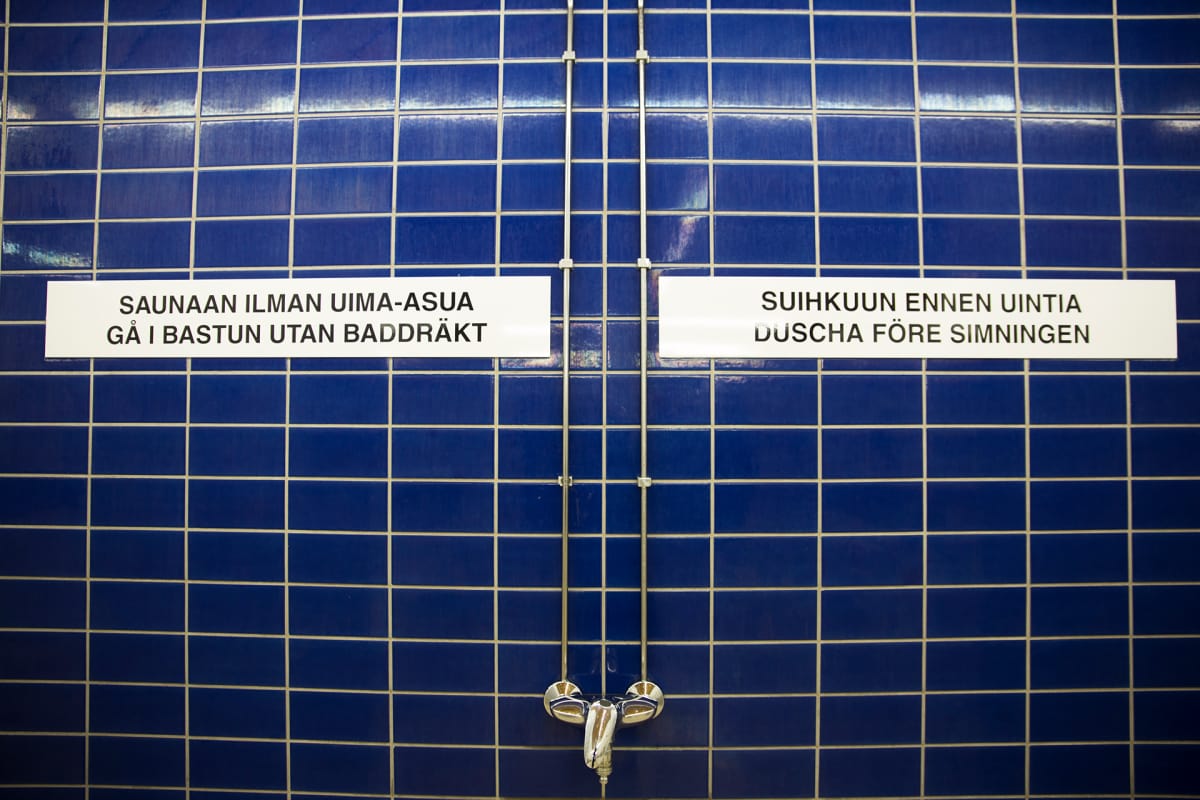 SAUNAAN ILMAN UIMA-ASUA
GÅ I BASTUN UTAN BADDRÄKT
SUIHKUUN ENNEN UINTIA
DUSCHA FÖRE SIMNINGEN